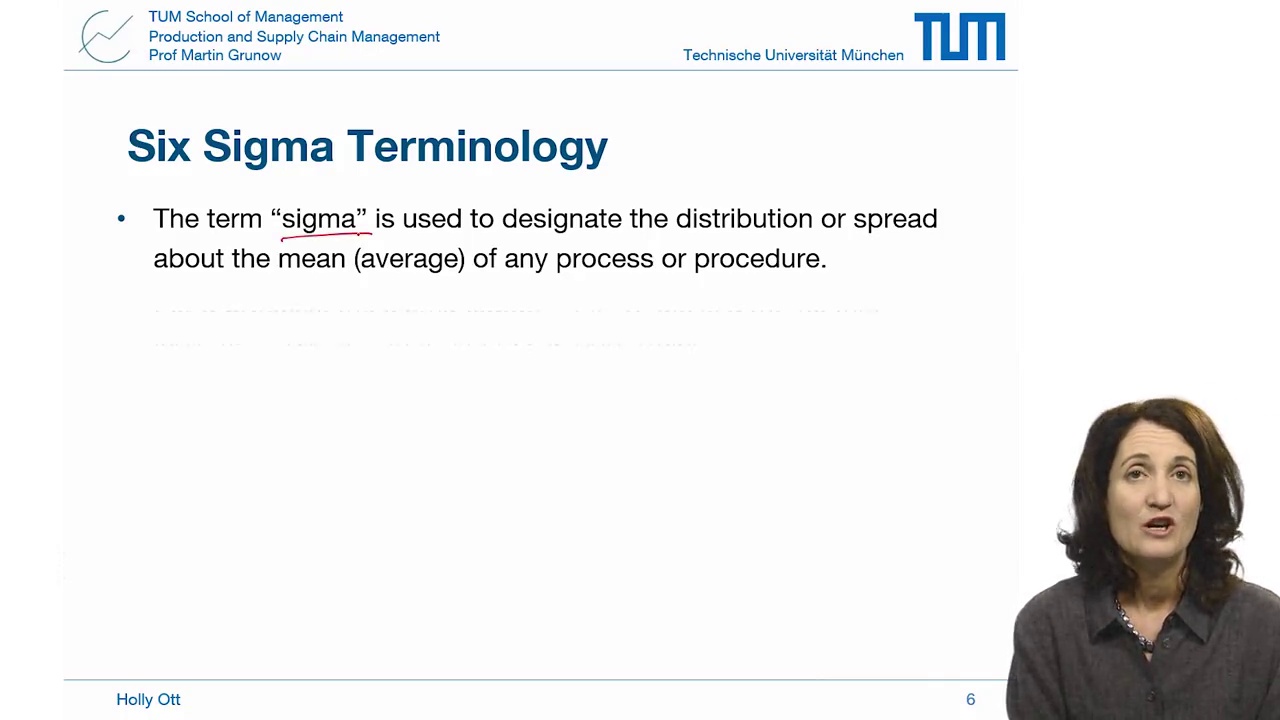 TUM School of Management
Production and Supply Chain Management
Prof Martin Grunow
Technische Universität München
TUM
Six Sigma Terminology
• The term “sigma” is used to designate the distribution or spread
about the mean (average) of any process or procedure.
Holly Ott
6